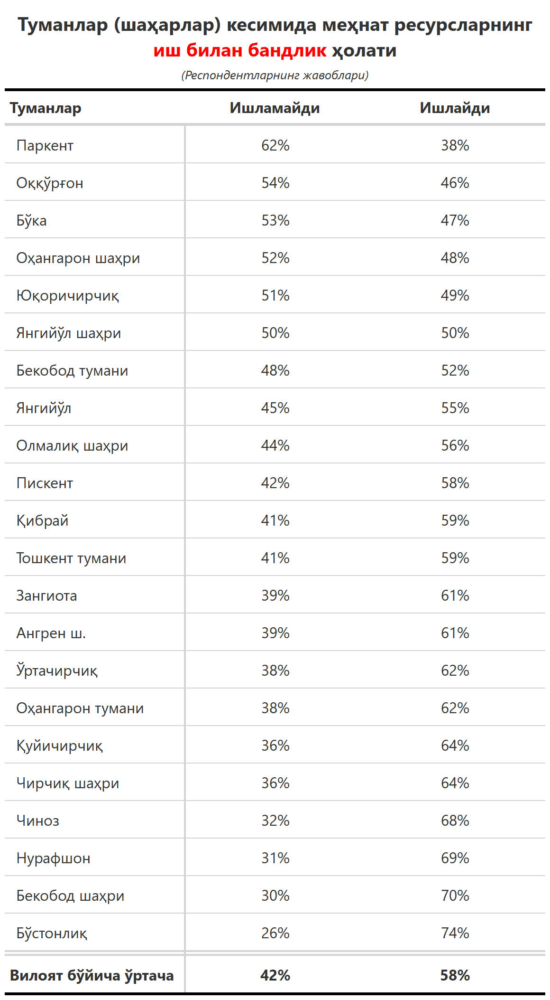 Туманлар (шаҳарлар) кесимида меҳнат ресурсларнинг
иш билан бандлик ҳолати
(Респондентларнинг жавоблари)
Туманлар Ишламайди Ишлайди
Паркент 62% 38%
Оққўрғон 54% 46%
Бўка 53% 47%
Оҳангарон шаҳри 52% 48%
Юқоричирчиқ 51% 49%
Янгийўл шаҳри 50% 50%
Бекобод тумани 48% 52%
Янгийўл 45% 55%
Олмалиқ шаҳри 44% 56%
Пискент 42% 58%
Қибрай 41% 59%
Тошкент тумани 41% 59%
Зангиота 39% 61%
Ангрен ш. 39% 61%
Ўртачирчиқ 38% 62%
Оҳангарон тумани 38% 62%
Қуйичирчиқ 36% 64%
Чирчиқ шаҳри 36% 64%
Чиноз 32% 68%
Нурафшон 31% 69%
Бекобод шаҳри 30% 70%
Бўстонлиқ 26% 74%
Вилоят бўйича ўртача 42% 58%